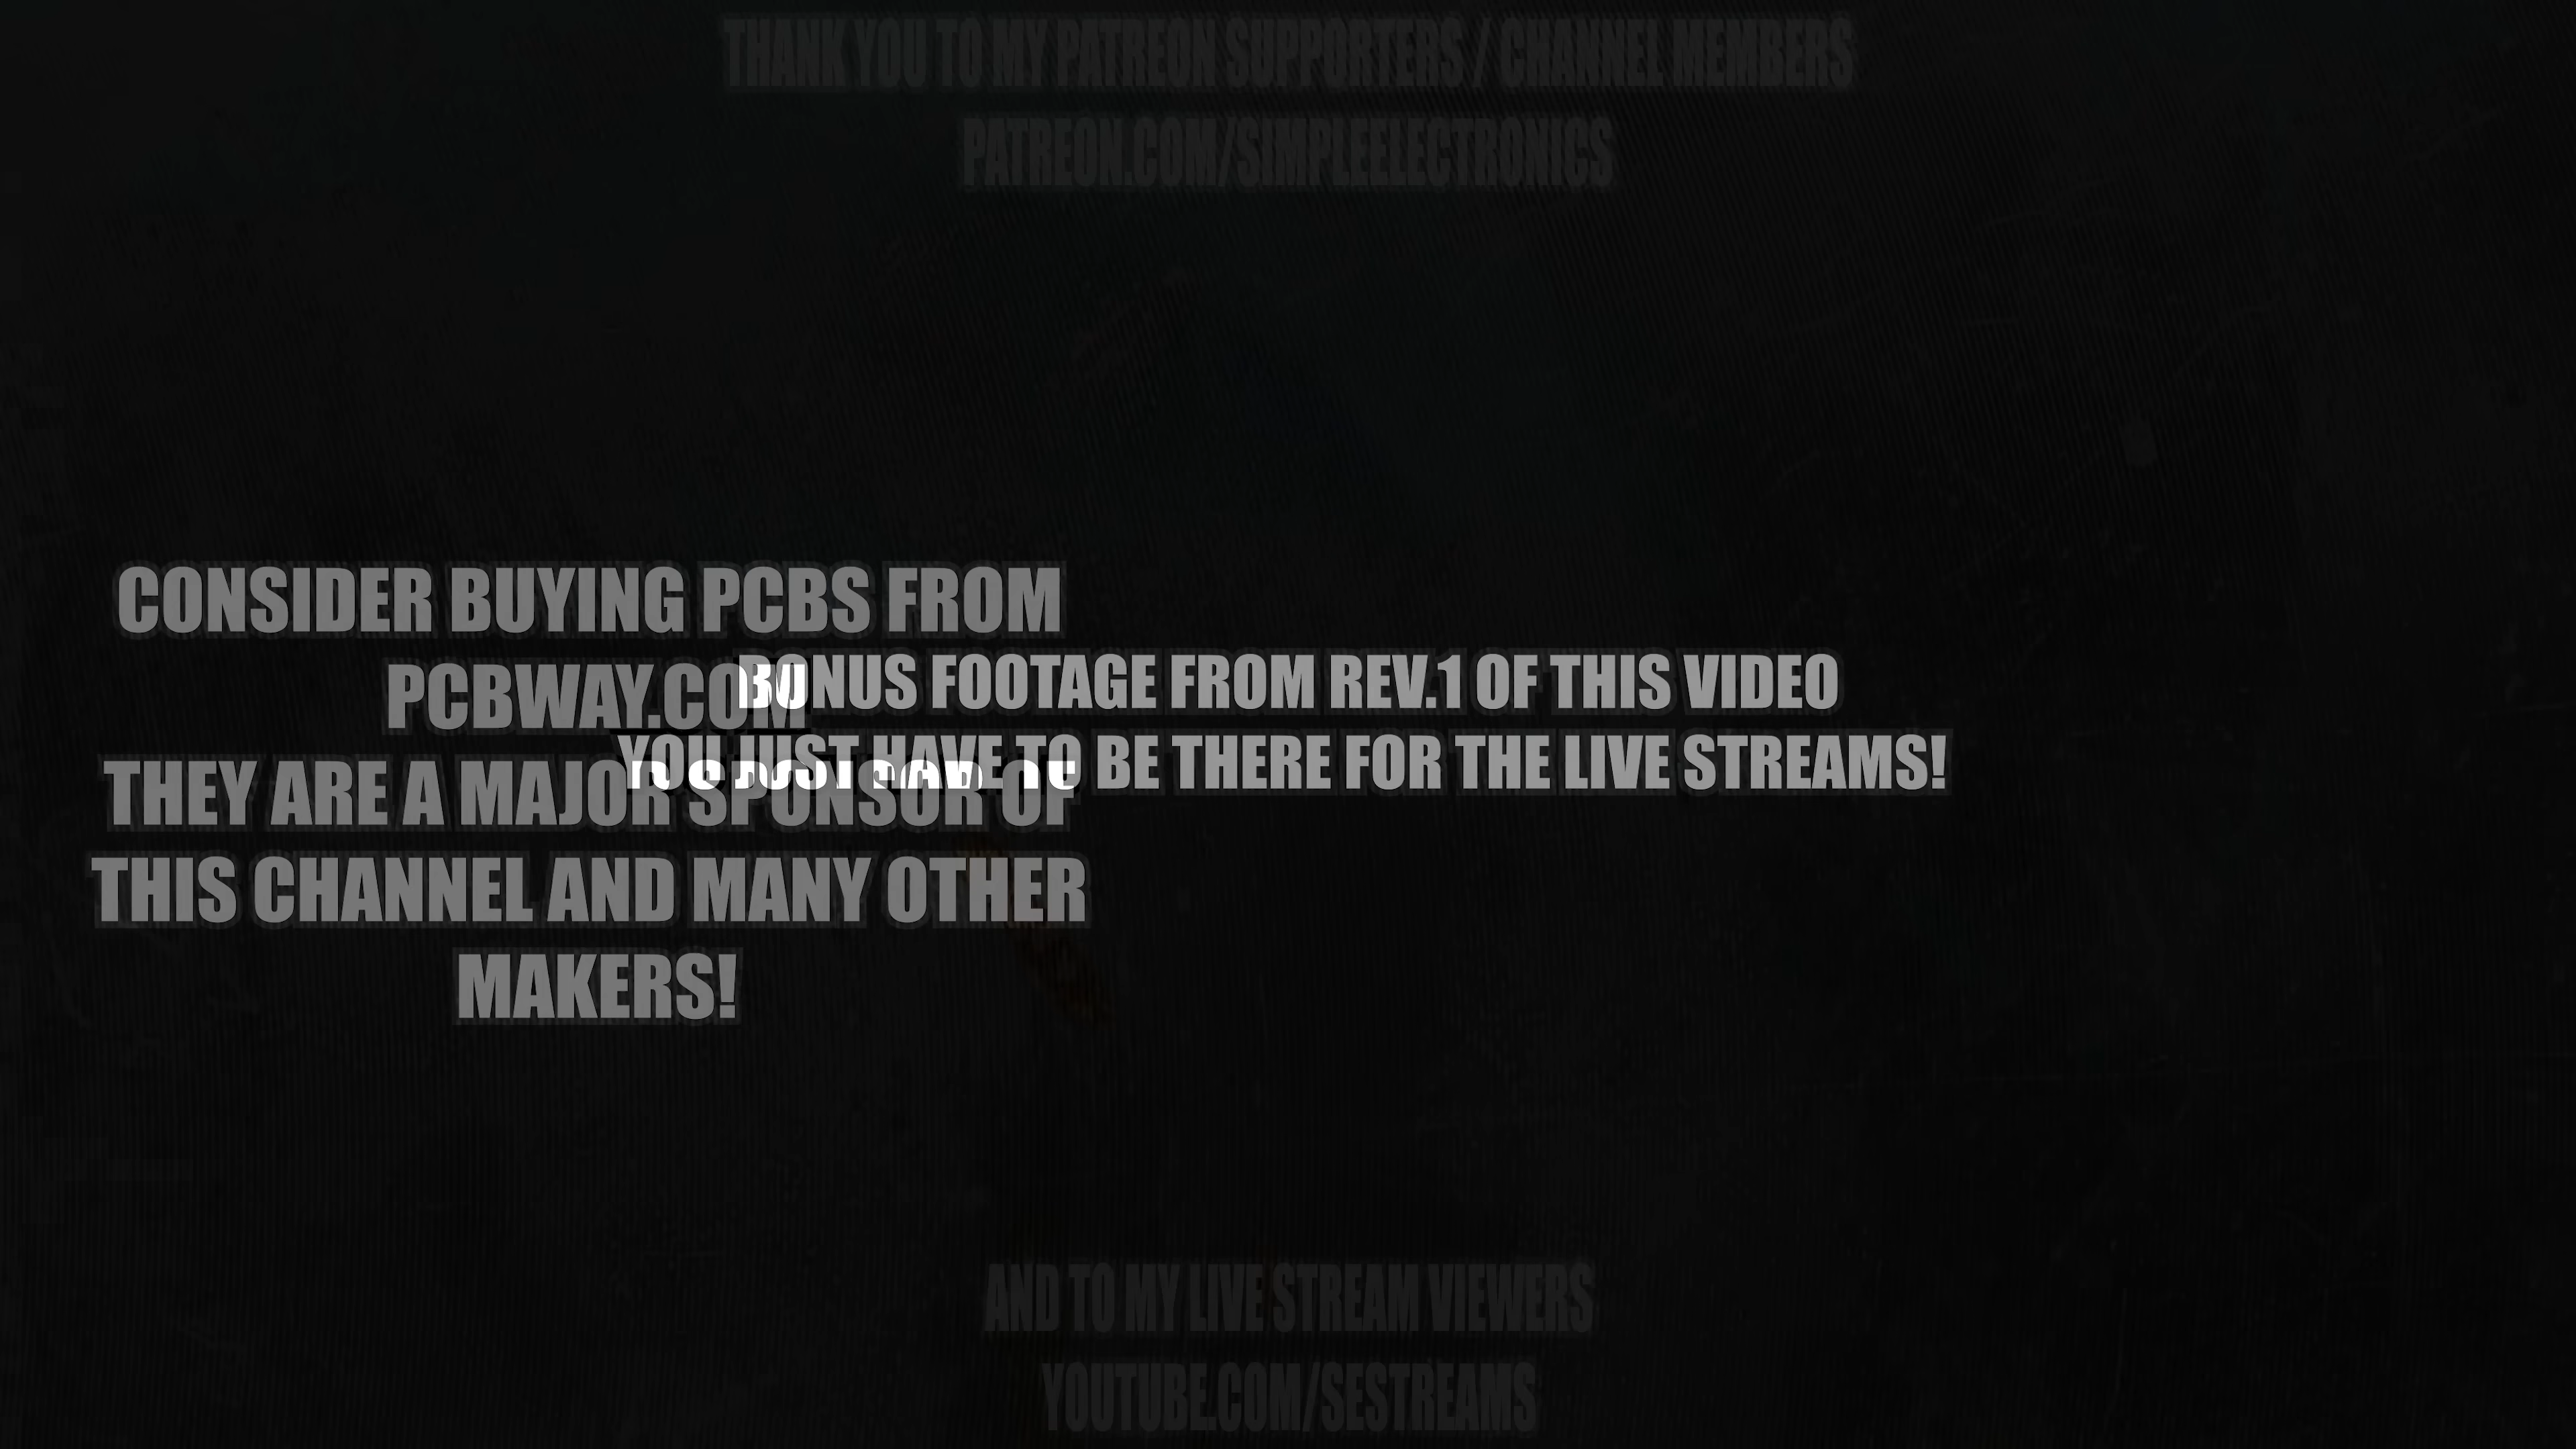 THANK YOU TO MY PATREON SUPPORTERS / CHANNEL MEMBERS
PATREON.COM/SIMPLEELECTRONICS
CONSIDER BUYING PCBS FROM
PCBWAY.COM
THEY ARE A MAJOR SPONSOR OF
THIS CHANNEL AND MANY OTHER
MAKERS!
BONUS FOOTAGE FROM REV.1 OF THIS VIDEO
YOU JUST HAVE TO BE THERE FOR THE LIVE STREAMS!
AND TO MY LIVE STREAM VIEWERS
YOUTUBE.COM/SESTREAMS